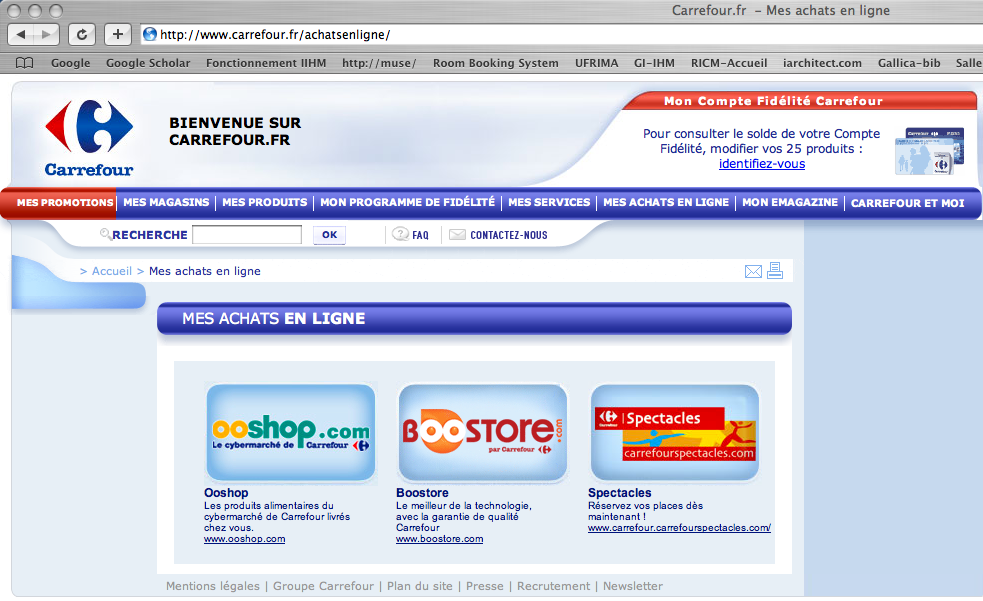 Carrefour.fr - Mes achats en ligne
http://www.carrefour.fr/achatsenligne/
Google Google Scholar Fonctionnement IIHM http://muse/ Room Booking System UFRIMA GI-IHM RICM-Accueil iarchitect.com Gallica-bib Salle
Carrefour
BIENVENUE SUR
CARREFOUR.FR
Mon Compte Fidélité Carrefour
Pour consulter le solde de votre Compte
Fidélité, modifier vos 25 produits :
identifiez-vous
MES PROMOTIONS MES MAGASINS MES PRODUITS MON PROGRAMME DE FIDÉLITÉ MES SERVICES MES ACHATS EN LIGNE MON EMAGAZINE CARREFOUR ET MOI
RECHERCHE OK FAQ CONTACTEZ-NOUS
> Accueil > Mes achats en ligne
MES ACHATS EN LIGNE
ooshop.com
Le cybermarché de Carrefour
Ooshop
Les produits alimentaires du
cybermarché de Carrefour livrés
chez vous.
www.ooshop.com
BOOSTORE.com
par Carrefour
Boostore
Le meilleur de la technologie,
avec la garantie de qualité
Carrefour
www.boostore.com
Spectacles
carrefourspectacles.com
Spectacles
Réservez vos places dès
maintenant !
www.carrefour.carrefourspectacles.com/
Mentions légales | Groupe Carrefour | Plan du site | Presse | Recrutement | Newsletter